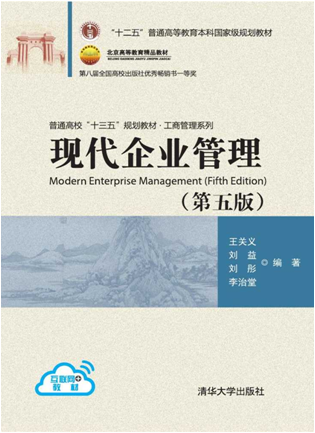 “十二五”普通高等教育本科国家级规划教材
北京高等教育精品教材
第八届全国高校出版社优秀畅销书一等奖
普通高校“十三五”规划教材·工商管理系列
现代企业管理
Modern Enterprise Management (Fifth Edition)
（第五版）
王关义
刘 益
刘 彤
李治堂
◎编 著
互联网+
教 材
清华大学出版社